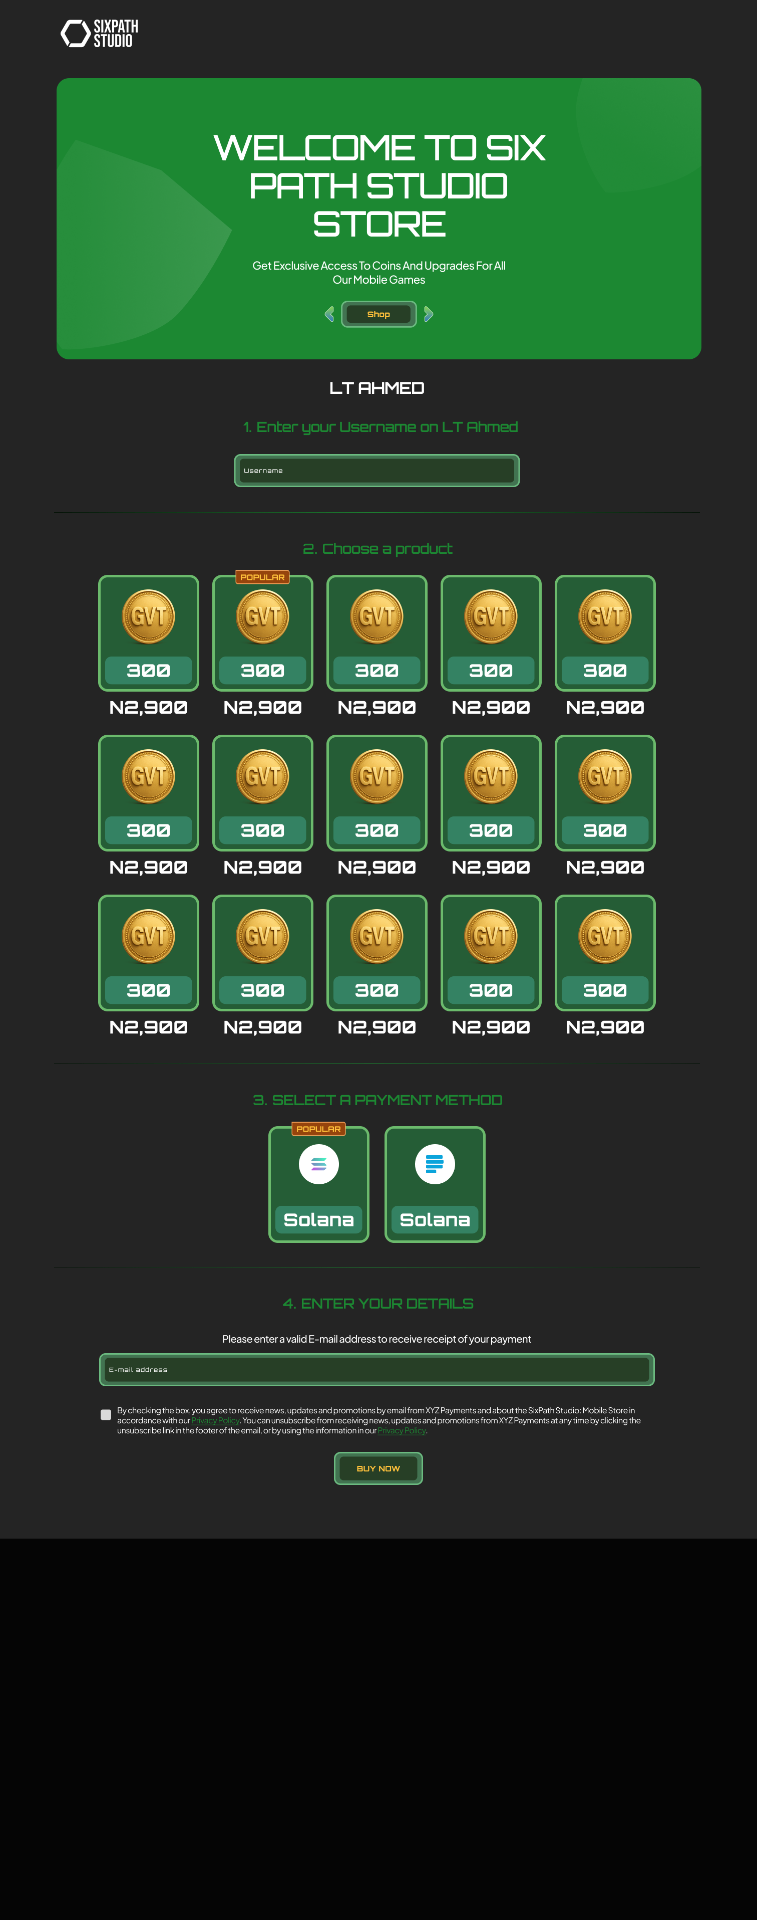 SIXPATH
STUDIO
WELCOME TO SIX
PATH STUDIO
STORE
Get Exclusive Access To Coins And Upgrades For All
Our Mobile Games
Shop
LT AHMED
1. Enter your Username on LT Ahmed
Username
2. Choose a product
POPULAR
GVT GVT GVT GVT GVT
300 300 300 300 300
N2,900 N2,900 N2,900 N2,900 N2,900
GVT GVT GVT GVT GVT
300 300 300 300 300
N2,900 N2,900 N2,900 N2,900 N2,900
GVT GVT GVT GVT GVT
300 300 300 300 300
N2,900 N2,900 N2,900 N2,900 N2,900
3. SELECT A PAYMENT METHOD
POPULAR
Solana Solana
4. ENTER YOUR DETAILS
Please enter a valid E-mail address to receive receipt of your payment
E-mail address
By checking the box, you agree to receive news, updates and promotions by email from XYZ Payments and about the SixPath Studio: Mobile Store in
accordance with our Privacy Policy. You can unsubscribe from receiving news, updates and promotions from XYZ Payments at any time by clicking the
unsubscribe link in the footer of the email, or by using the information in our Privacy Policy.
BUY NOW